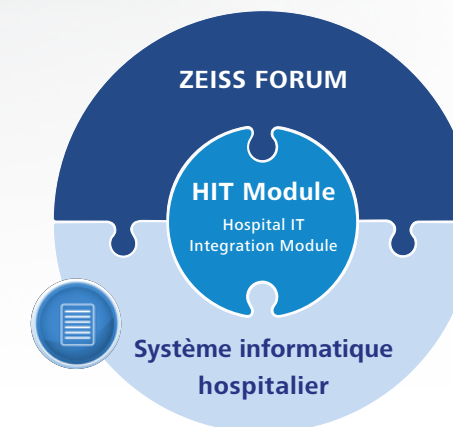 ZEISS FORUM
HIT Module
Hospital IT
Integration Module
Système informatique
hospitalier